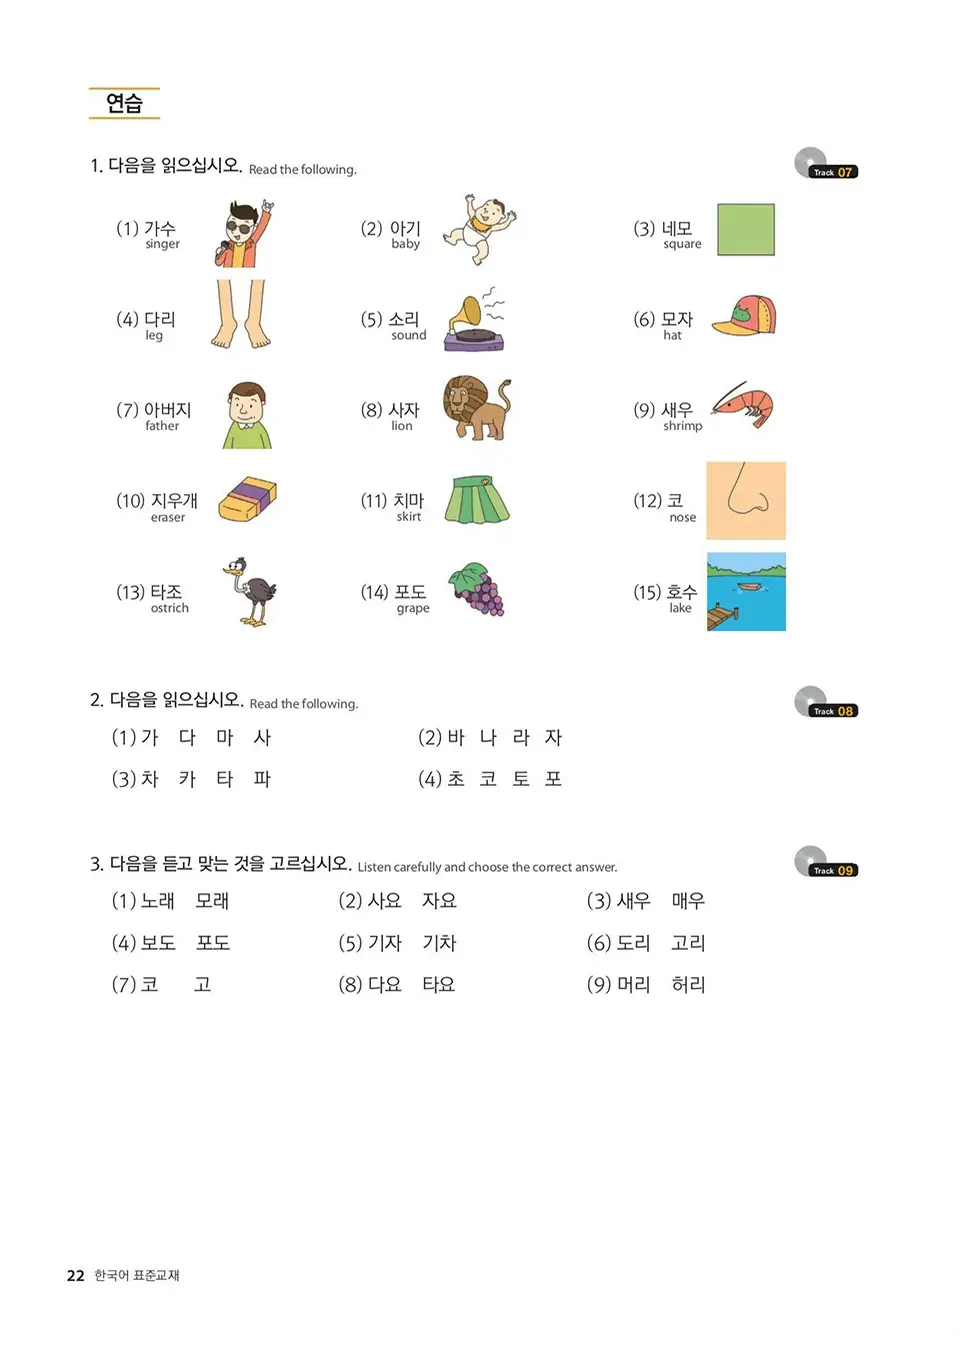 연습
1. 다음을 읽으십시오. Read the following.
Track 07
(1) 가수 (2) 아기 (3) 네모
singer baby square
(4) 다리 (5) 소리 (6) 모자
leg sound hat
(7) 아버지 (8) 사자 (9) 새우
father lion shrimp
(10) 지우개 (11) 치마 (12) 코
eraser skirt nose
(13) 타조 (14) 포도 (15) 호수
ostrich grape lake
2. 다음을 읽으십시오. Read the following.
Track 08
(1) 가 다 마 사 (2) 바 나 라 자
(3) 차 카 타 파 (4) 초 코 토 포
3. 다음을 듣고 맞는 것을 고르십시오. Listen carefully and choose the correct answer.
Track 09
(1) 노래 모래 (2) 사요 자요 (3) 새우 매우
(4) 보도 포도 (5) 기자 기차 (6) 도리 고리
(7) 코 고 (8) 다요 타요 (9) 머리 허리
22 한국어 표준교재